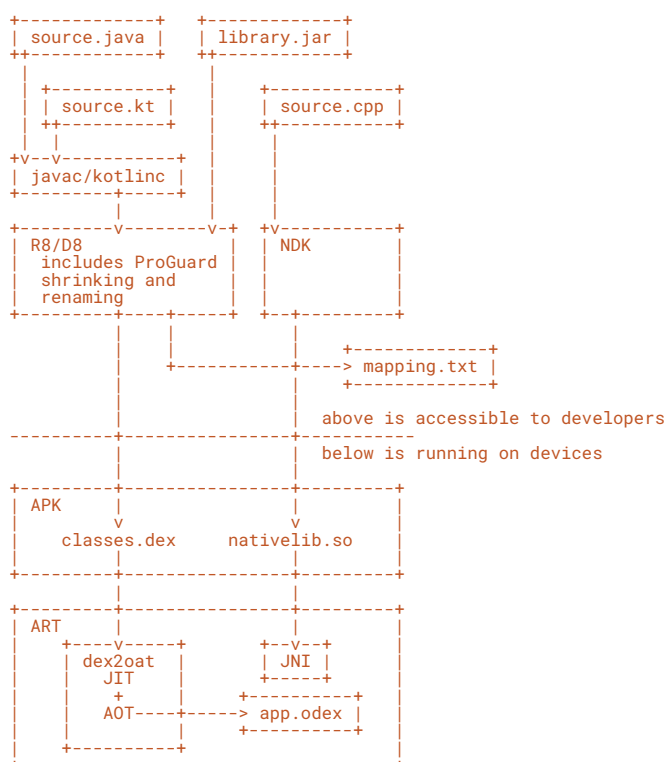 source.java library.jar
source.kt source.cpp
javac/kotlinc
R8/D8 NDK
includes ProGuard
shrinking and
renaming
mapping.txt
above is accessible to developers
below is running on devices
APK
classes.dex nativelib.so
ART
dex2oat JNI
JIT
+
AOT app.odex